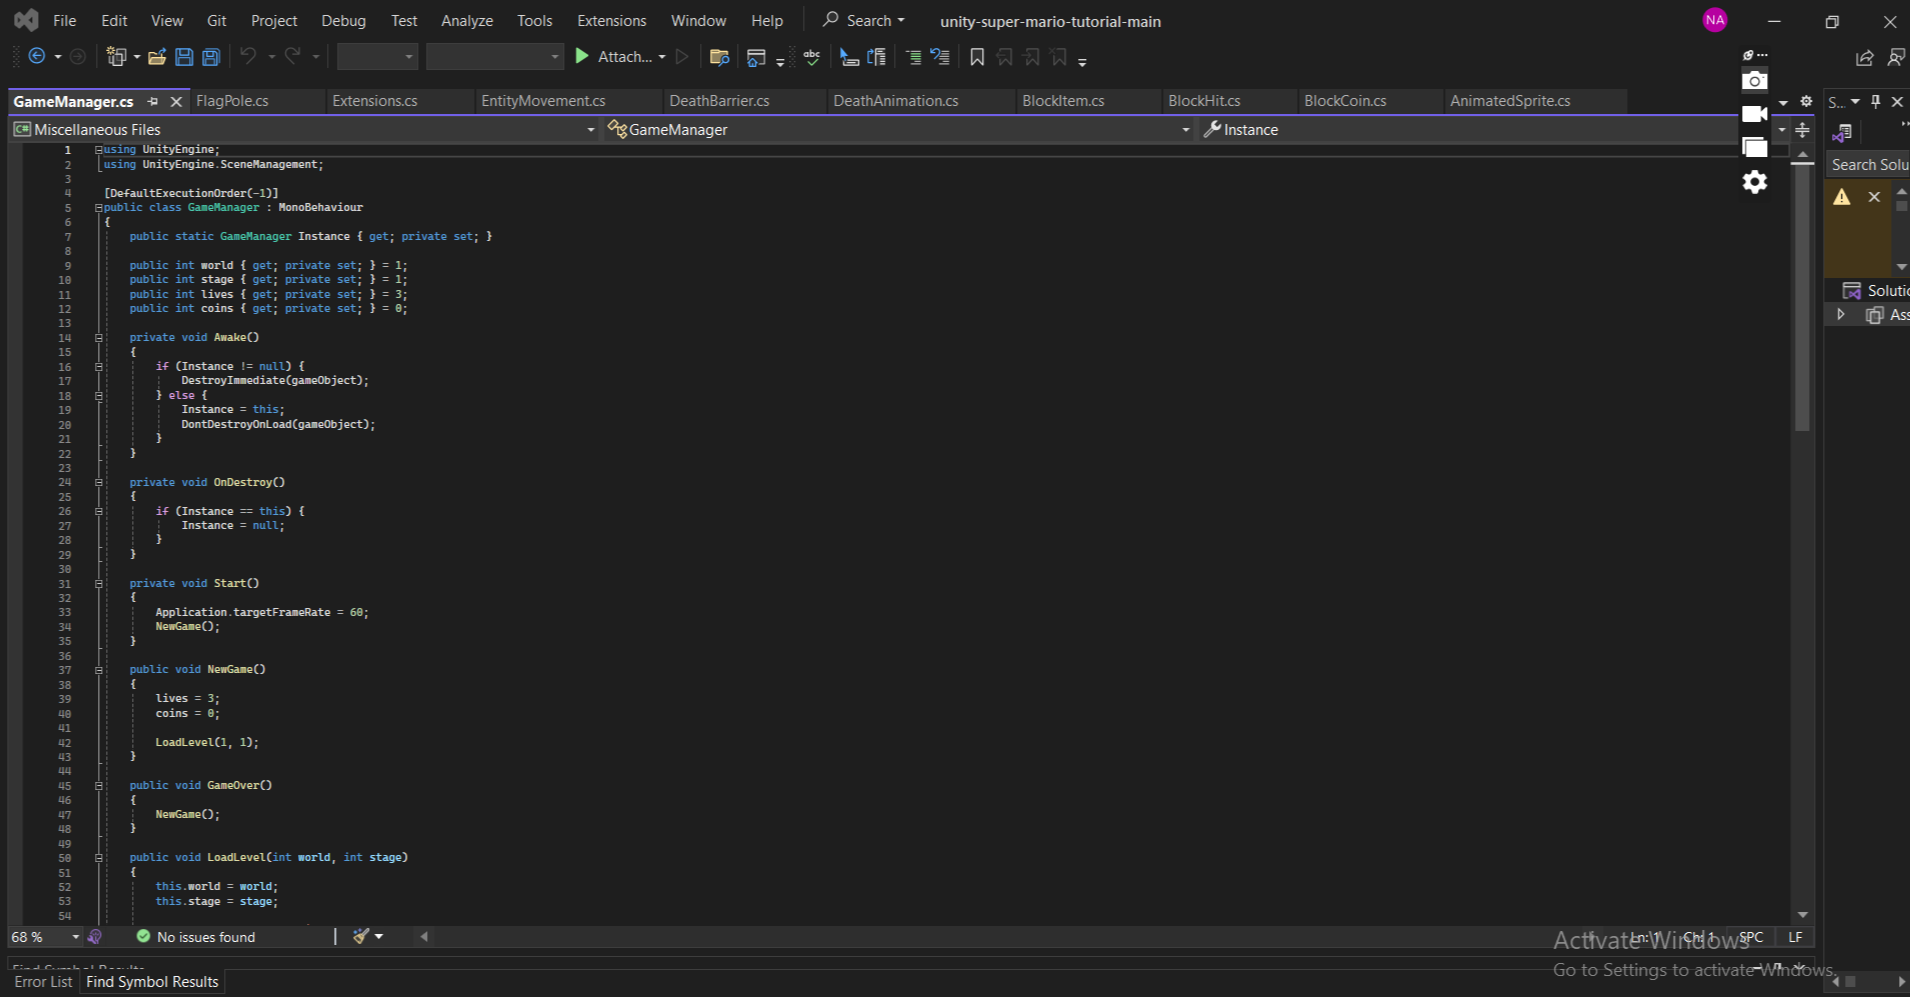 File Edit View Git Project Debug Test Analyze Tools Extensions Window Help Search unity-super-mario-tutorial-main NA
Attach...
GameManager.cs FlagPole.cs Extensions.cs EntityMovement.cs DeathBarrier.cs DeathAnimation.cs BlockItem.cs BlockHit.cs BlockCoin.cs AnimatedSprite.cs S...
Miscellaneous Files GameManager Instance
Search Solu
Solutio
Ass
1 using UnityEngine;
2 using UnityEngine.SceneManagement;
3
4 [DefaultExecutionOrder(-1)]
5 public class GameManager : MonoBehaviour
6 {
7 public static GameManager Instance { get; private set; }
8
9 public int world { get; private set; } = 1;
10 public int stage { get; private set; } = 1;
11 public int lives { get; private set; } = 3;
12 public int coins { get; private set; } = 0;
13
14 private void Awake()
15 {
16 if (Instance != null) {
17 DestroyImmediate(gameObject);
18 } else {
19 Instance = this;
20 DontDestroyOnLoad(gameObject);
21 }
22 }
23
24 private void OnDestroy()
25 {
26 if (Instance == this) {
27 Instance = null;
28 }
29 }
30
31 private void Start()
32 {
33 Application.targetFrameRate = 60;
34 NewGame();
35 }
36
37 public void NewGame()
38 {
39 lives = 3;
40 coins = 0;
41
42 LoadLevel(1, 1);
43 }
44
45 public void GameOver()
46 {
47 NewGame();
48 }
49
50 public void LoadLevel(int world, int stage)
51 {
52 this.world = world;
53 this.stage = stage;
54
68 % No issues found Ln: 1 Ch: 1 SPC LF
Activate Windows
Go to Settings to activate Windows.
Find Symbol Results
Error List Find Symbol Results